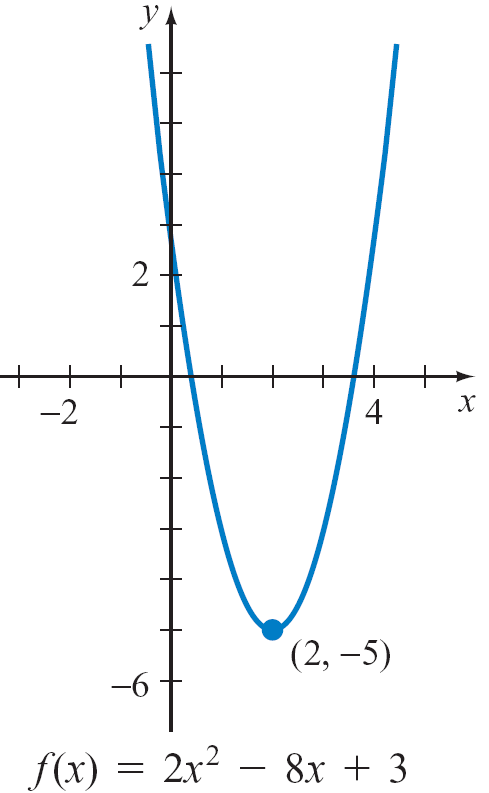 y
2
−2
4
x
(2, −5)
−6
f(x) = 2x² − 8x + 3